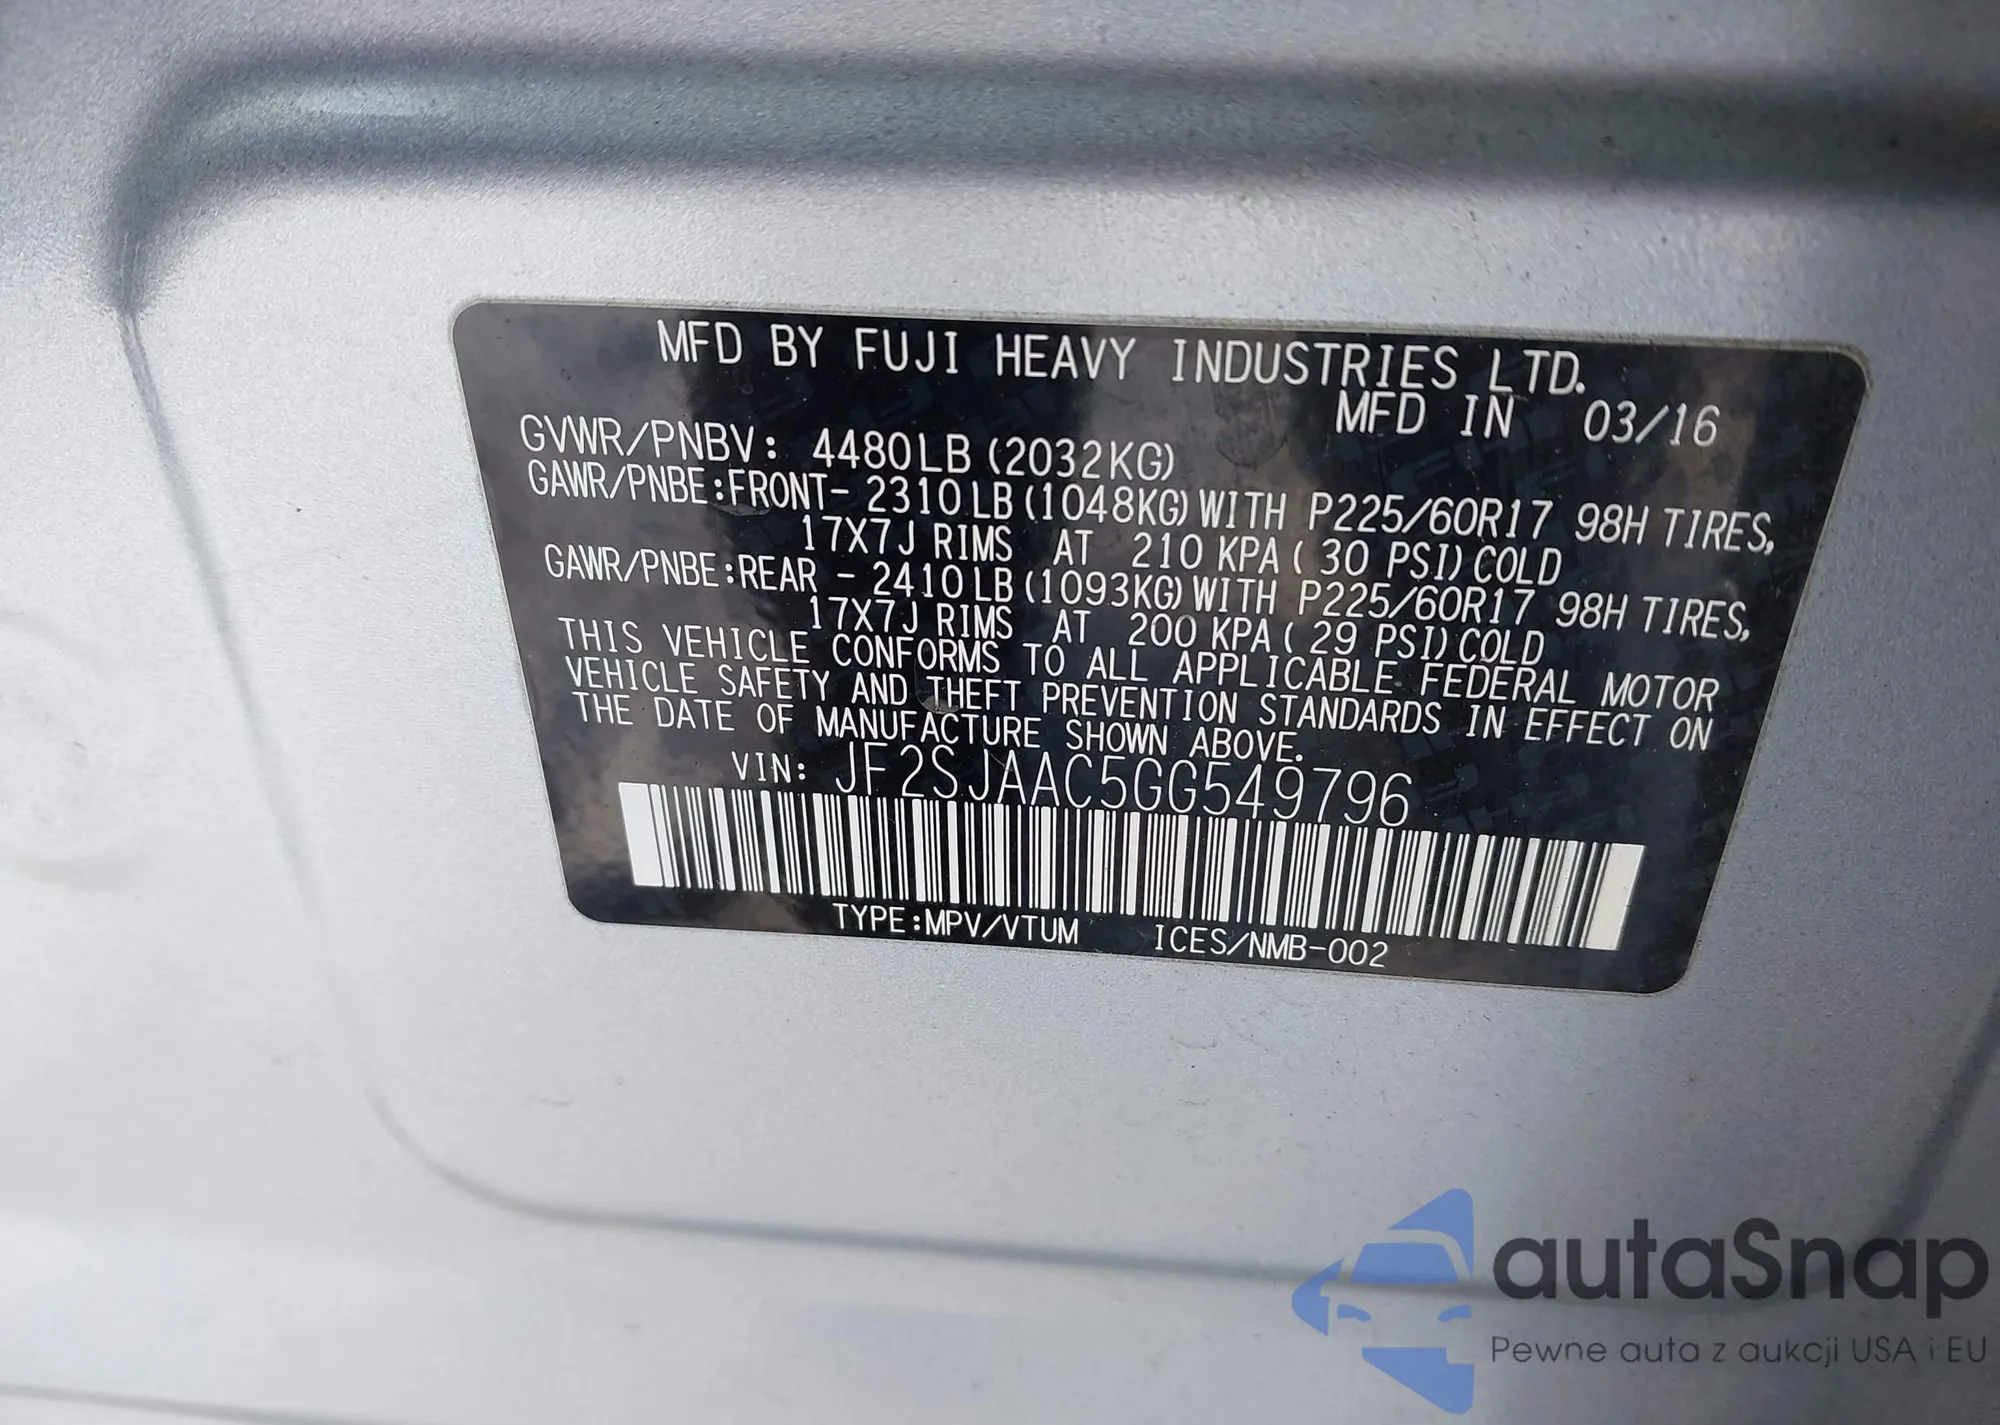 MFD BY FUJI HEAVY INDUSTRIES LTD.
MFD IN 03/16
GVWR/PNBV: 4480LB (2032KG)
GAWR/PNBE:FRONT- 2310LB (1048KG) WITH P225/60R17 98H TIRES,
17X7J RIMS AT 210 KPA ( 30 PSI) COLD
GAWR/PNBE:REAR - 2410LB (1093KG) WITH P225/60R17 98H TIRES,
17X7J RIMS AT 200 KPA ( 29 PSI) COLD
THIS VEHICLE CONFORMS TO ALL APPLICABLE FEDERAL MOTOR
VEHICLE SAFETY AND THEFT PREVENTION STANDARDS IN EFFECT ON
THE DATE OF MANUFACTURE SHOWN ABOVE.
VIN: JF2SJAAC5GG549796
TYPE:MPV/VTUM ICES/NMB-002
autaSnap
Pewne auta z aukcji USA i EU